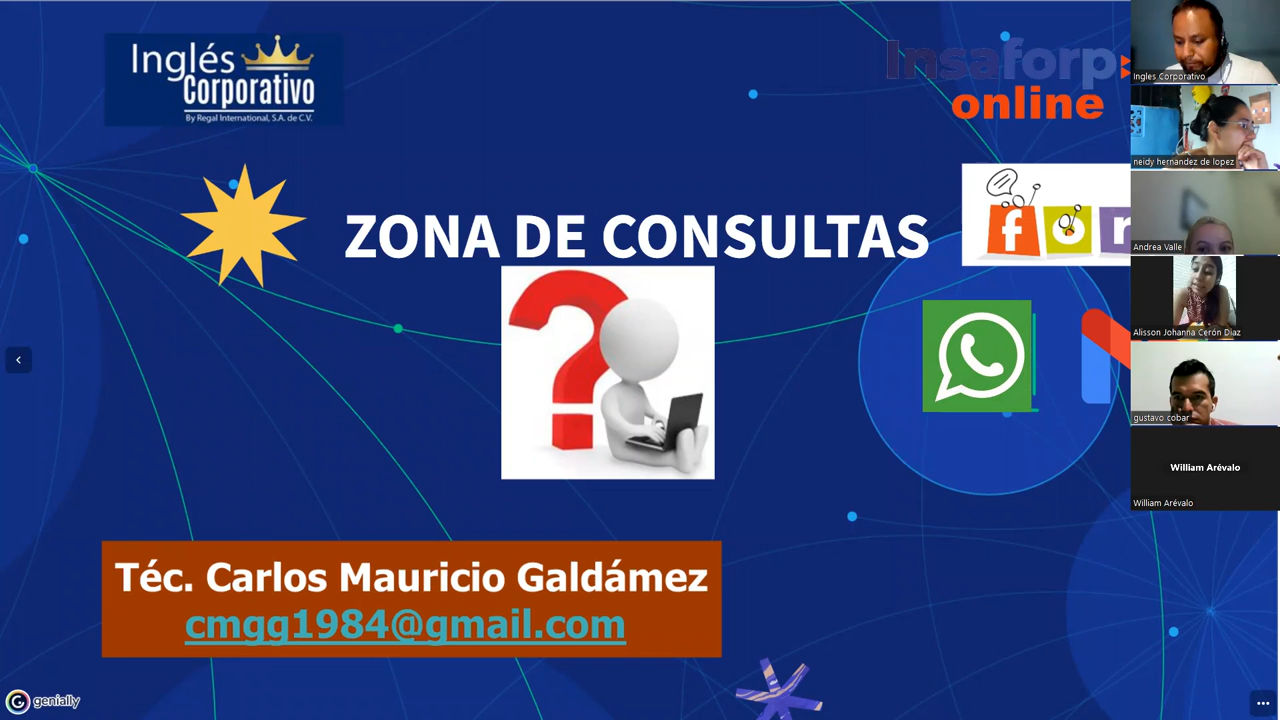 Inglés
Corporativo
By Regal International, S.A. de C.V.
Insaforp
online
ZONA DE CONSULTAS
for
Téc. Carlos Mauricio Galdámez
cmgg1984@gmail.com
genially
Ingles Corporativo
neidy hernandez de lopez
Andrea Valle
Alisson Johanna Cerón Diaz
gustavo cobar
William Arévalo
William Arévalo